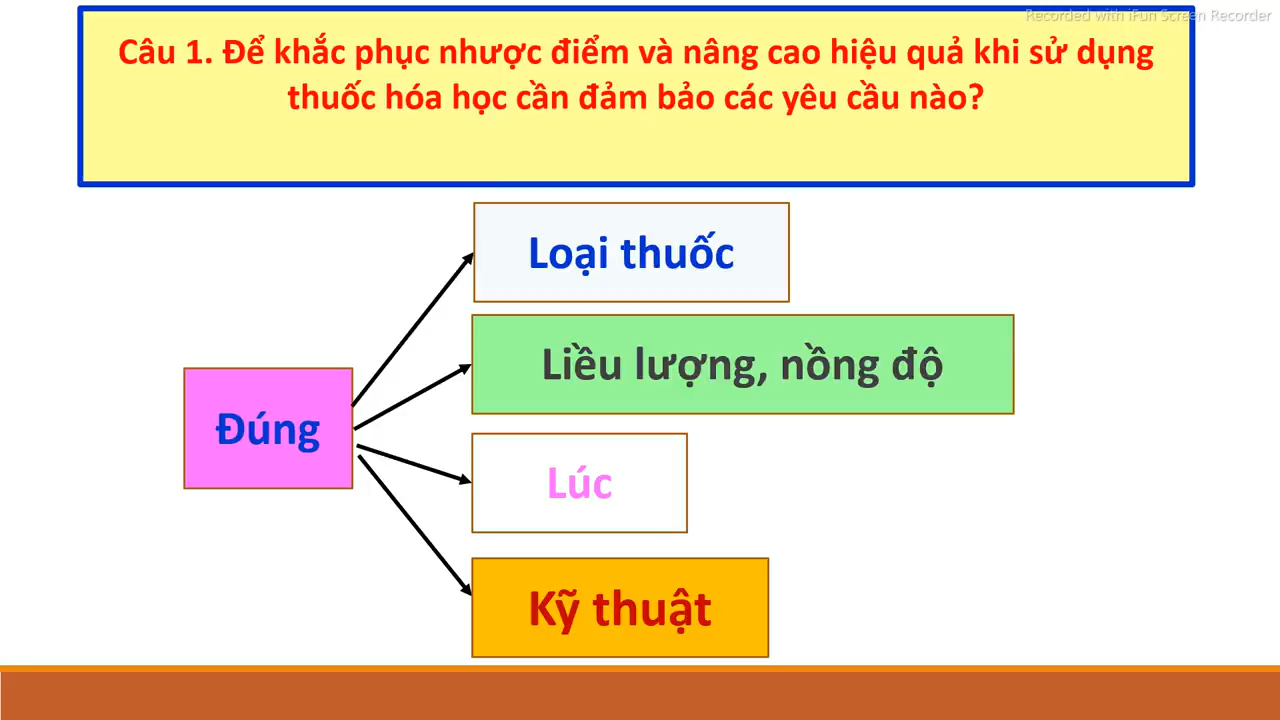 Recorded with iFun Screen Recorder
Câu 1. Để khắc phục nhược điểm và nâng cao hiệu quả khi sử dụng
thuốc hóa học cần đảm bảo các yêu cầu nào?
Loại thuốc
Liều lượng, nồng độ
Đúng
Lúc
Kỹ thuật